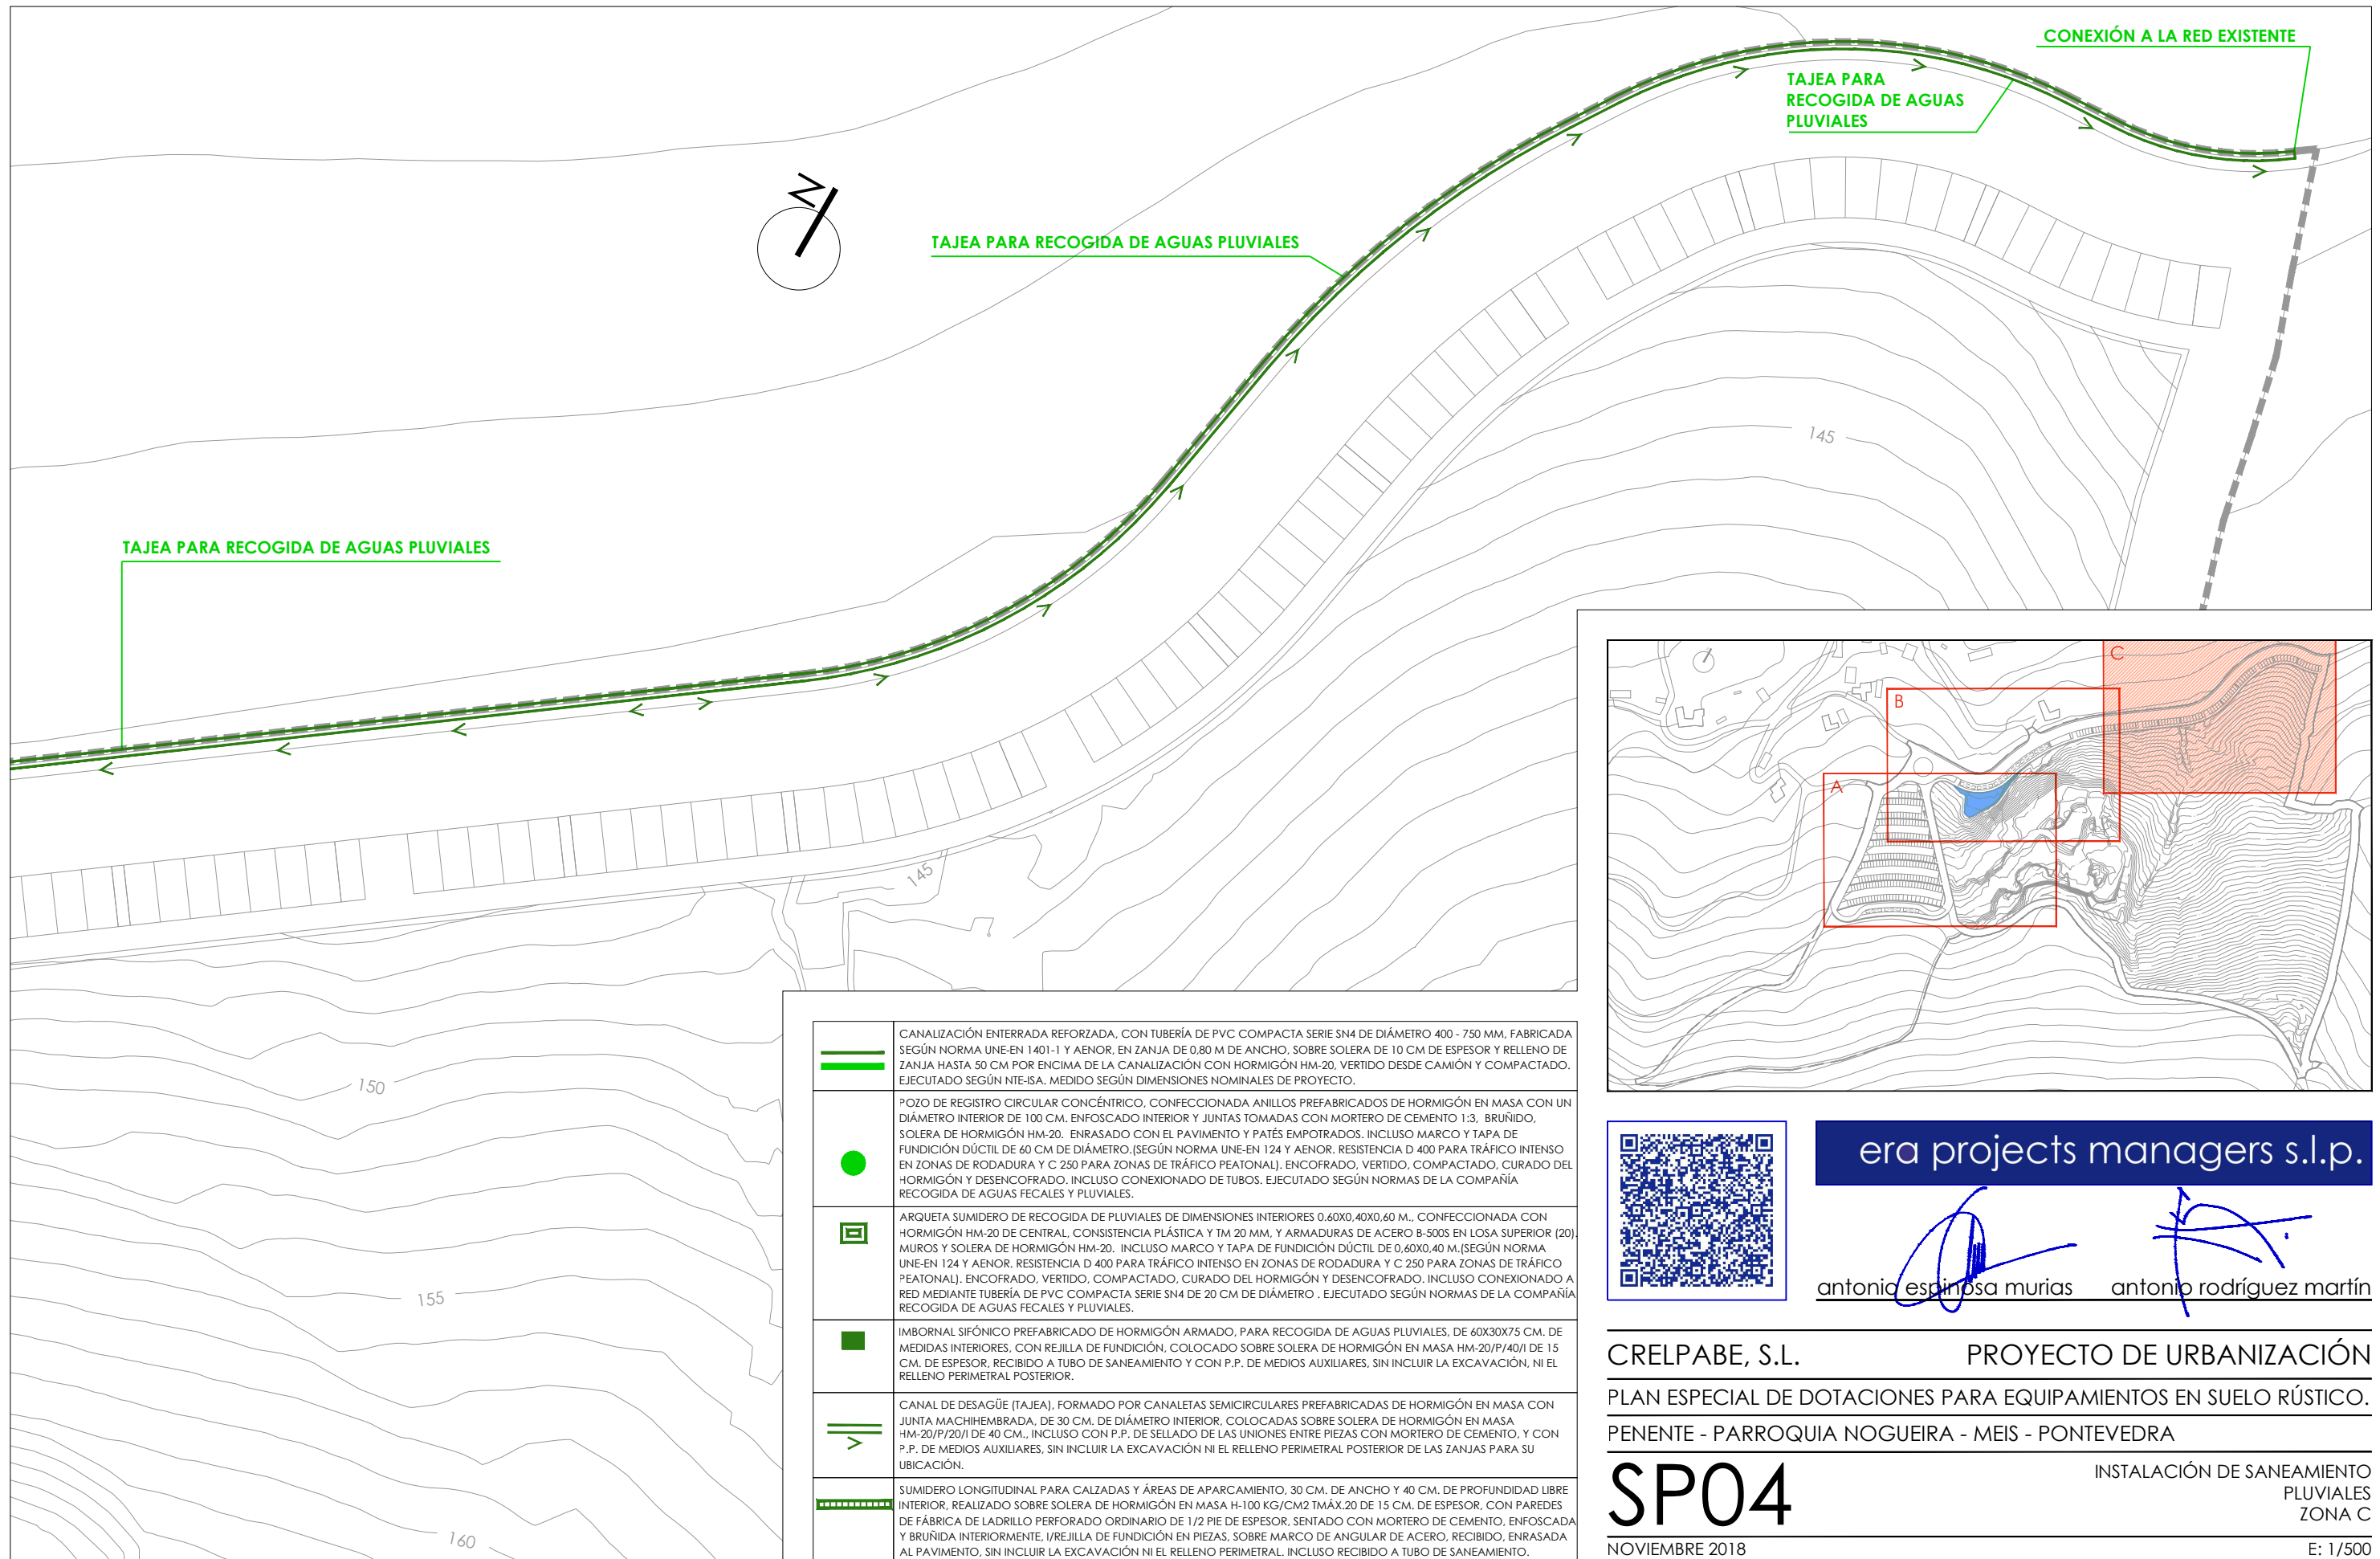 CONEXIÓN A LA RED EXISTENTE
TAJEA PARA
RECOGIDA DE AGUAS
PLUVIALES
N
TAJEA PARA RECOGIDA DE AGUAS PLUVIALES
145
TAJEA PARA RECOGIDA DE AGUAS PLUVIALES
145
150
155
160
C
B
A
CANALIZACIÓN ENTERRADA REFORZADA, CON TUBERÍA DE PVC COMPACTA SERIE SN4 DE DIÁMETRO 400 - 750 MM, FABRICADA
SEGÚN NORMA UNE-EN 1401-1 Y AENOR, EN ZANJA DE 0,80 M DE ANCHO, SOBRE SOLERA DE 10 CM DE ESPESOR Y RELLENO DE
ZANJA HASTA 50 CM POR ENCIMA DE LA CANALIZACIÓN CON HORMIGÓN HM-20, VERTIDO DESDE CAMIÓN Y COMPACTADO.
EJECUTADO SEGÚN NTE-ISA. MEDIDO SEGÚN DIMENSIONES NOMINALES DE PROYECTO.
POZO DE REGISTRO CIRCULAR CONCÉNTRICO, CONFECCIONADA ANILLOS PREFABRICADOS DE HORMIGÓN EN MASA CON UN
DIÁMETRO INTERIOR DE 100 CM. ENFOSCADO INTERIOR Y JUNTAS TOMADAS CON MORTERO DE CEMENTO 1:3, BRUÑIDO,
SOLERA DE HORMIGÓN HM-20. ENRASADO CON EL PAVIMENTO Y PATÉS EMPOTRADOS. INCLUSO MARCO Y TAPA DE
FUNDICIÓN DÚCTIL DE 60 CM DE DIÁMETRO.(SEGÚN NORMA UNE-EN 124 Y AENOR. RESISTENCIA D 400 PARA TRÁFICO INTENSO
EN ZONAS DE RODADURA Y C 250 PARA ZONAS DE TRÁFICO PEATONAL). ENCOFRADO, VERTIDO, COMPACTADO, CURADO DEL
HORMIGÓN Y DESENCOFRADO. INCLUSO CONEXIONADO DE TUBOS. EJECUTADO SEGÚN NORMAS DE LA COMPAÑÍA
RECOGIDA DE AGUAS FECALES Y PLUVIALES.
ARQUETA SUMIDERO DE RECOGIDA DE PLUVIALES DE DIMENSIONES INTERIORES 0.60X0,40X0,60 M., CONFECCIONADA CON
HORMIGÓN HM-20 DE CENTRAL, CONSISTENCIA PLÁSTICA Y TM 20 MM, Y ARMADURAS DE ACERO B-500S EN LOSA SUPERIOR (20),
MUROS Y SOLERA DE HORMIGÓN HM-20. INCLUSO MARCO Y TAPA DE FUNDICIÓN DÚCTIL DE 0,60X0,40 M.(SEGÚN NORMA
UNE-EN 124 Y AENOR. RESISTENCIA D 400 PARA TRÁFICO INTENSO EN ZONAS DE RODADURA Y C 250 PARA ZONAS DE TRÁFICO
PEATONAL). ENCOFRADO, VERTIDO, COMPACTADO, CURADO DEL HORMIGÓN Y DESENCOFRADO. INCLUSO CONEXIONADO A
RED MEDIANTE TUBERÍA DE PVC COMPACTA SERIE SN4 DE 20 CM DE DIÁMETRO . EJECUTADO SEGÚN NORMAS DE LA COMPAÑÍA
RECOGIDA DE AGUAS FECALES Y PLUVIALES.
IMBORNAL SIFÓNICO PREFABRICADO DE HORMIGÓN ARMADO, PARA RECOGIDA DE AGUAS PLUVIALES, DE 60X30X75 CM. DE
MEDIDAS INTERIORES, CON REJILLA DE FUNDICIÓN, COLOCADO SOBRE SOLERA DE HORMIGÓN EN MASA HM-20/P/40/I DE 15
CM. DE ESPESOR, RECIBIDO A TUBO DE SANEAMIENTO Y CON P.P. DE MEDIOS AUXILIARES, SIN INCLUIR LA EXCAVACIÓN, NI EL
RELLENO PERIMETRAL POSTERIOR.
CANAL DE DESAGÜE (TAJEA), FORMADO POR CANALETAS SEMICIRCULARES PREFABRICADAS DE HORMIGÓN EN MASA CON
JUNTA MACHIHEMBRADA, DE 30 CM. DE DIÁMETRO INTERIOR, COLOCADAS SOBRE SOLERA DE HORMIGÓN EN MASA
HM-20/P/20/I DE 40 CM., INCLUSO CON P.P. DE SELLADO DE LAS UNIONES ENTRE PIEZAS CON MORTERO DE CEMENTO, Y CON
P.P. DE MEDIOS AUXILIARES, SIN INCLUIR LA EXCAVACIÓN NI EL RELLENO PERIMETRAL POSTERIOR DE LAS ZANJAS PARA SU
UBICACIÓN.
SUMIDERO LONGITUDINAL PARA CALZADAS Y ÁREAS DE APARCAMIENTO, 30 CM. DE ANCHO Y 40 CM. DE PROFUNDIDAD LIBRE
INTERIOR, REALIZADO SOBRE SOLERA DE HORMIGÓN EN MASA H-100 KG/CM2 TMÁX.20 DE 15 CM. DE ESPESOR, CON PAREDES
DE FÁBRICA DE LADRILLO PERFORADO ORDINARIO DE 1/2 PIE DE ESPESOR, SENTADO CON MORTERO DE CEMENTO, ENFOSCADA
Y BRUÑIDA INTERIORMENTE, I/REJILLA DE FUNDICIÓN EN PIEZAS, SOBRE MARCO DE ANGULAR DE ACERO, RECIBIDO, ENRASADA
AL PAVIMENTO, SIN INCLUIR LA EXCAVACIÓN NI EL RELLENO PERIMETRAL. INCLUSO RECIBIDO A TUBO DE SANEAMIENTO.
era projects managers s.l.p.
antonio espinosa murias antonio rodríguez martín
CRELPABE, S.L. PROYECTO DE URBANIZACIÓN
PLAN ESPECIAL DE DOTACIONES PARA EQUIPAMIENTOS EN SUELO RÚSTICO.
PENENTE - PARROQUIA NOGUEIRA - MEIS - PONTEVEDRA
SP04
INSTALACIÓN DE SANEAMIENTO
PLUVIALES
ZONA C
NOVIEMBRE 2018 E: 1/500